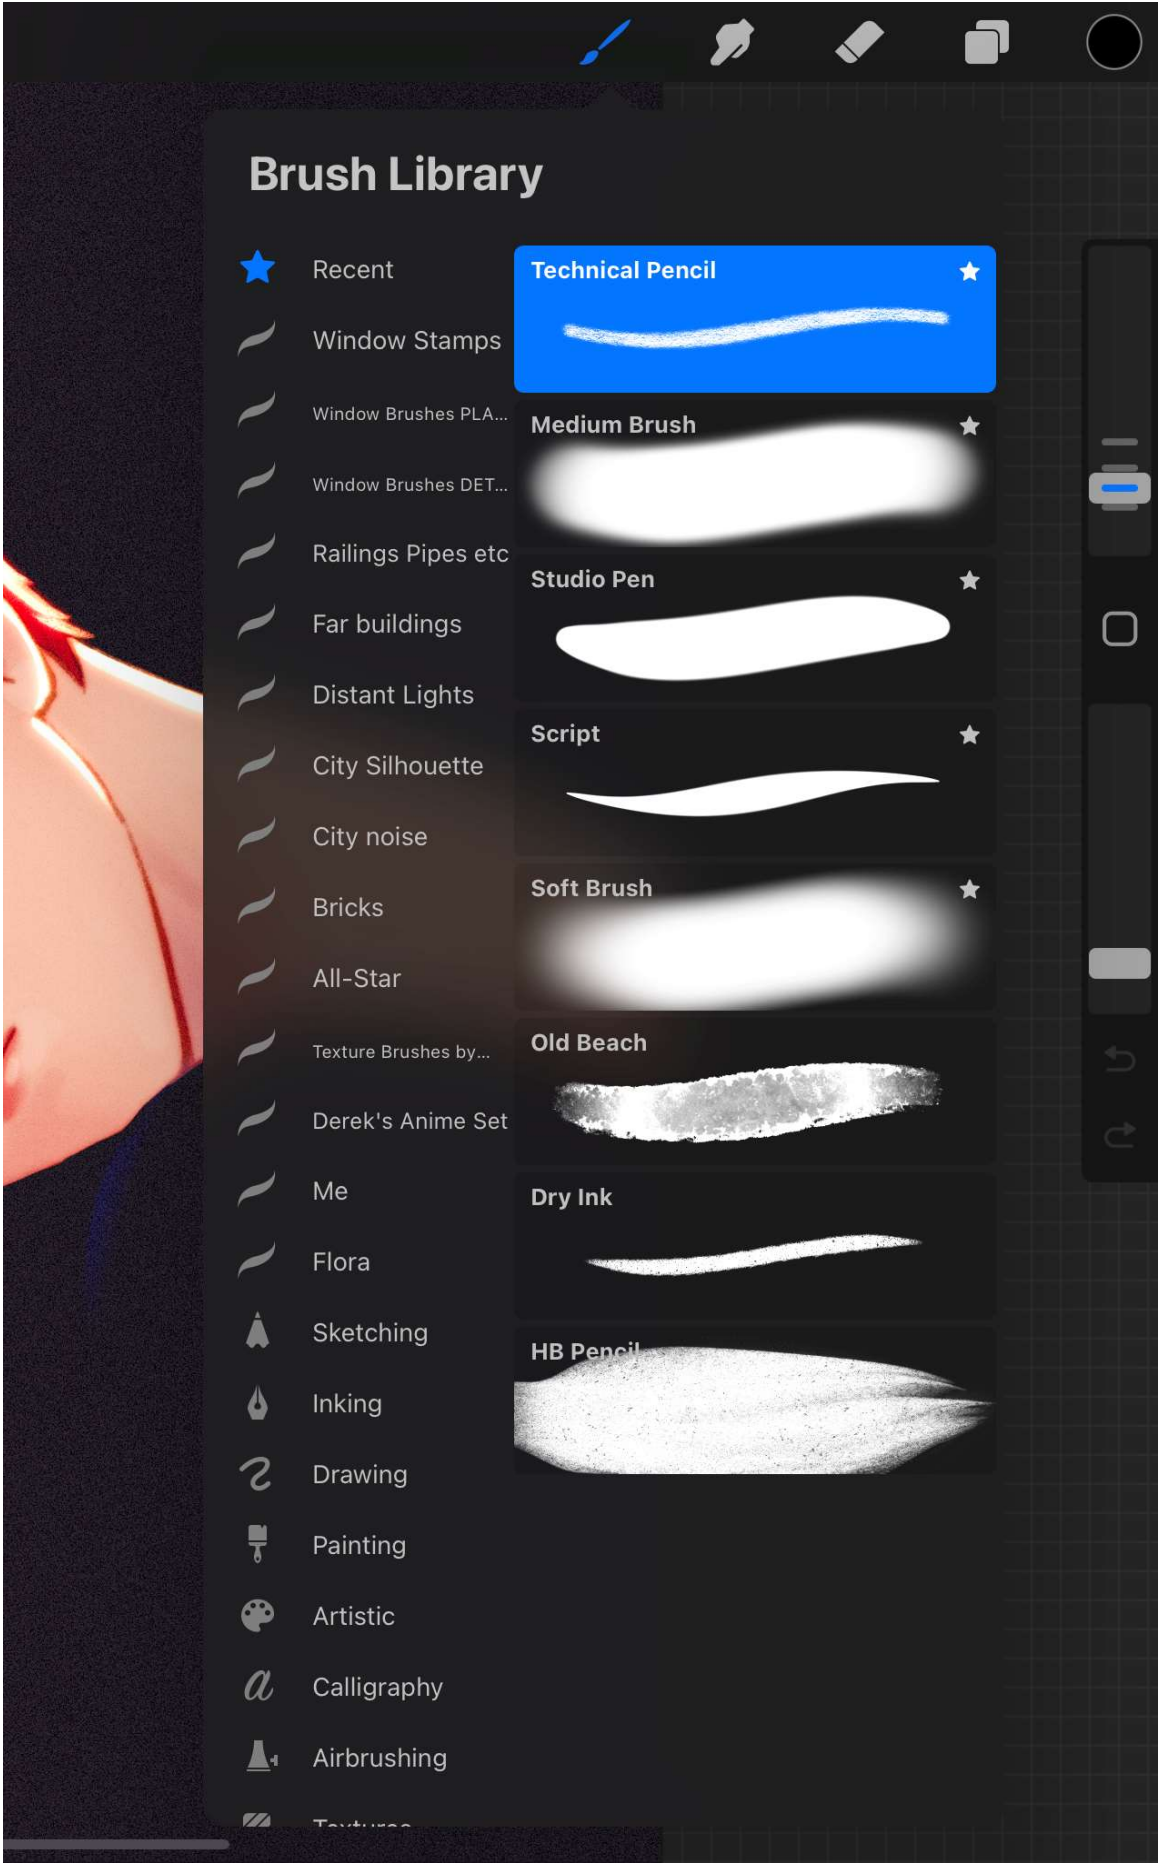 Brush Library
Recent
Window Stamps
Window Brushes PLA...
Window Brushes DET...
Railings Pipes etc
Far buildings
Distant Lights
City Silhouette
City noise
Bricks
All-Star
Texture Brushes by...
Derek's Anime Set
Me
Flora
Sketching
Inking
Drawing
Painting
Artistic
Calligraphy
Airbrushing
Textures
Technical Pencil
Medium Brush
Studio Pen
Script
Soft Brush
Old Beach
Dry Ink
HB Pencil